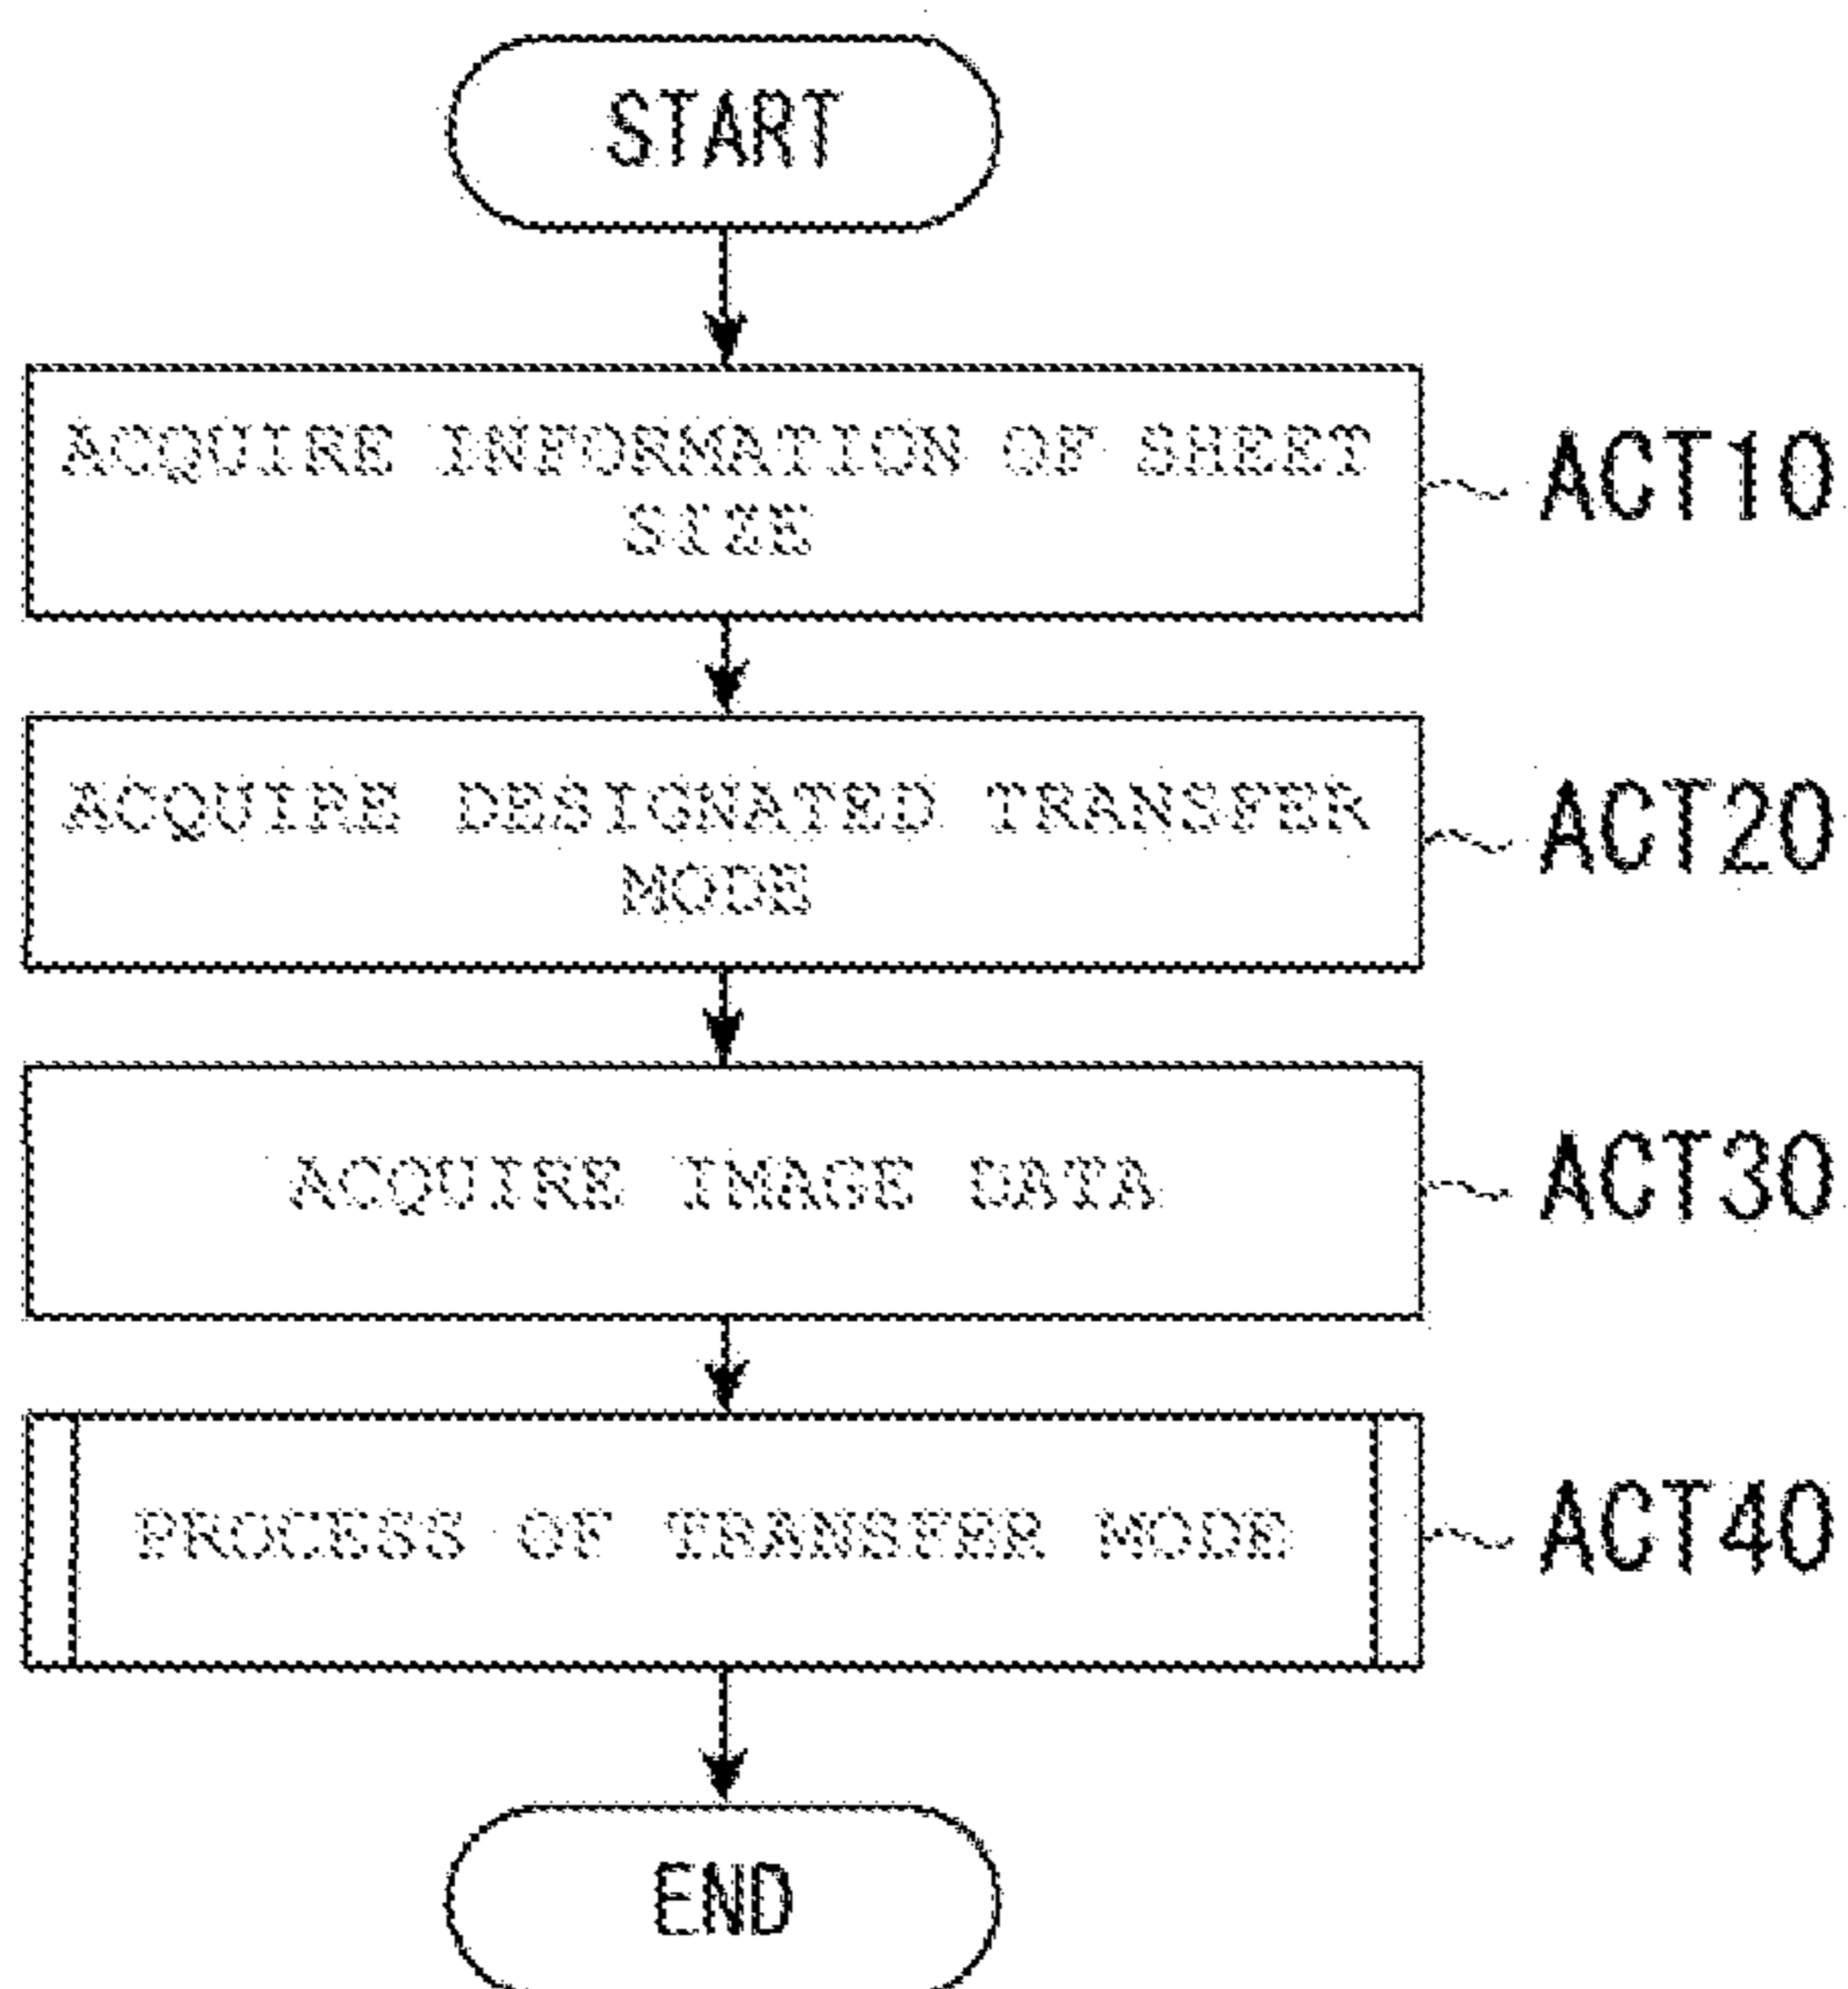 START
ACQUIRE INFORMATION OF SHEET
SIZE
ACT10
ACQUIRE DESIGNATED TRANSFER
MODE
ACT20
ACQUIRE IMAGE DATA
ACT30
PROCESS OF TRANSFER MODE
ACT40
END